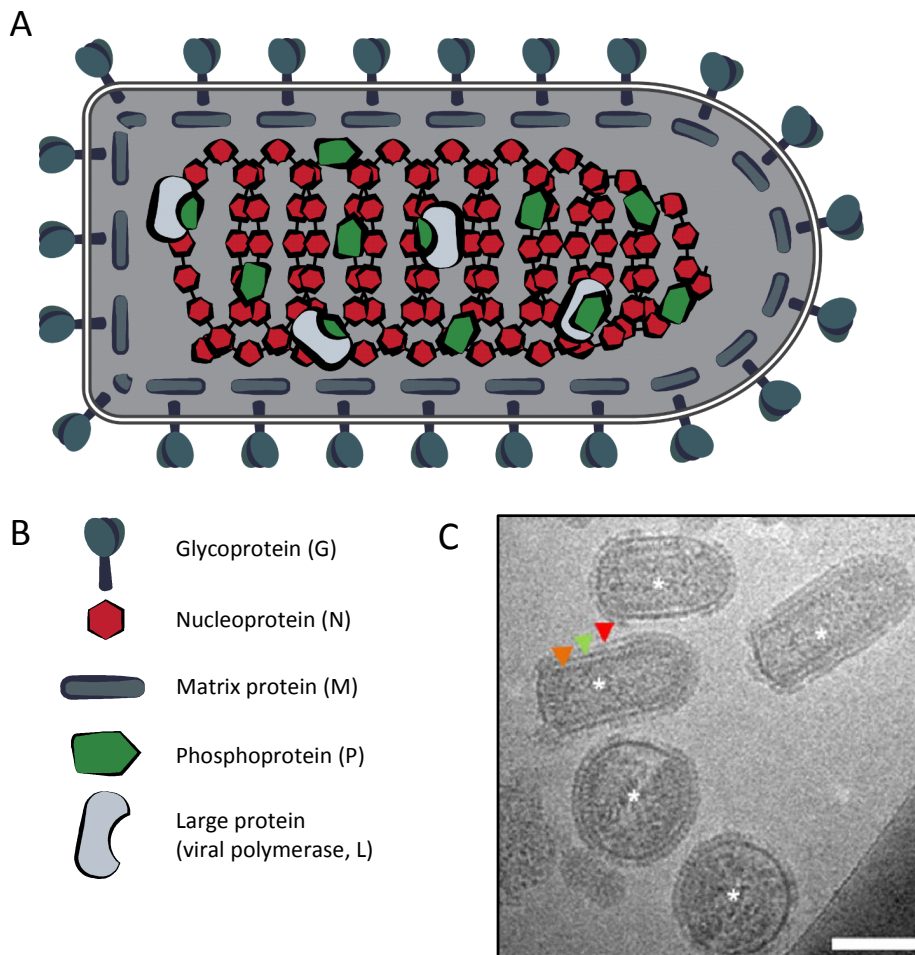 A
B
Glycoprotein (G)
Nucleoprotein (N)
Matrix protein (M)
Phosphoprotein (P)
Large protein
(viral polymerase, L)
C
*
*
*
*
*